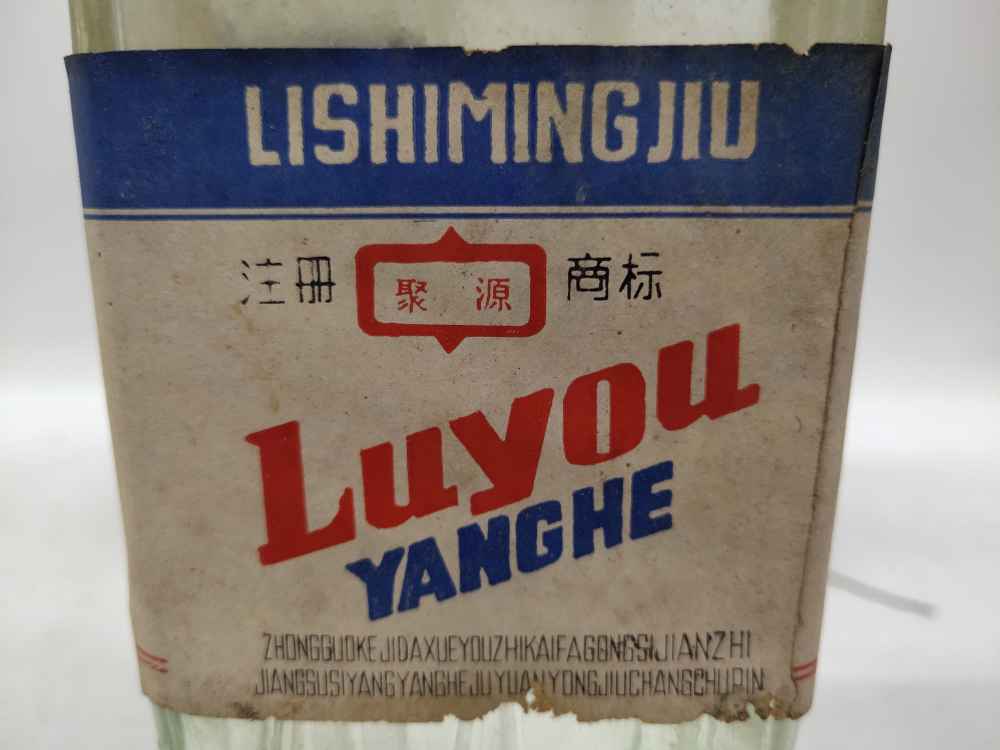 LISHIMINGJIU
注册 聚源 商标
Luyou
YANGHE
ZHONGGUOKEJIDAXUEYOUZHIKAIFAGONGSIJIANZHI
JIANGSUSIYANGYANGHEJUYUANYONGJIUCHANGCHUPIN